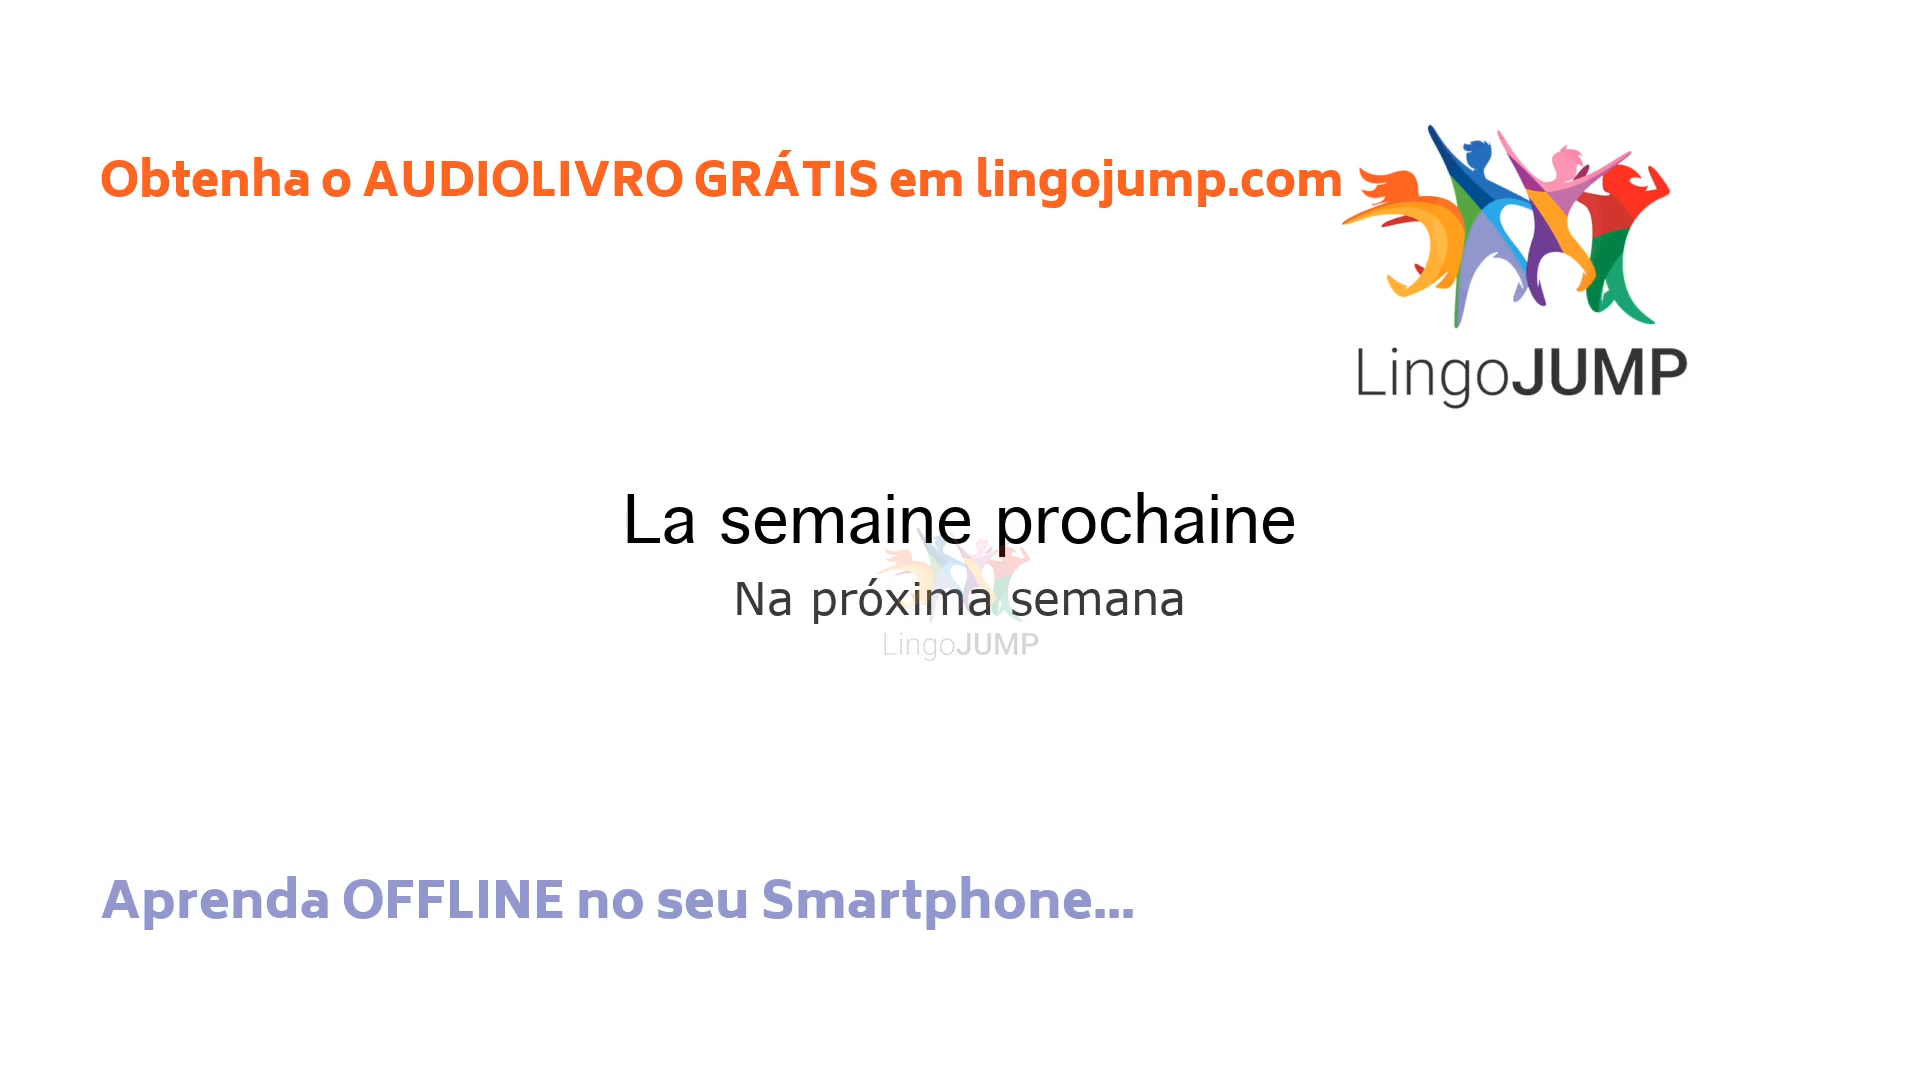 Obtenha o AUDIOLIVRO GRÁTIS em lingojump.com
LingoJUMP
La semaine prochaine
Na próxima semana
LingoJUMP
Aprenda OFFLINE no seu Smartphone...